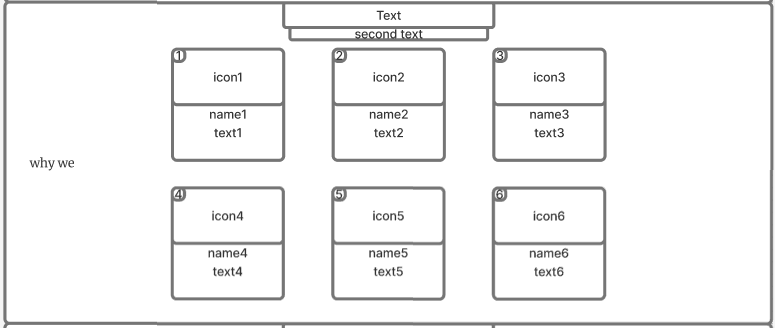 Text
second text
1
icon1
name1
text1
2
icon2
name2
text2
3
icon3
name3
text3
why we
4
icon4
name4
text4
5
icon5
name5
text5
6
icon6
name6
text6